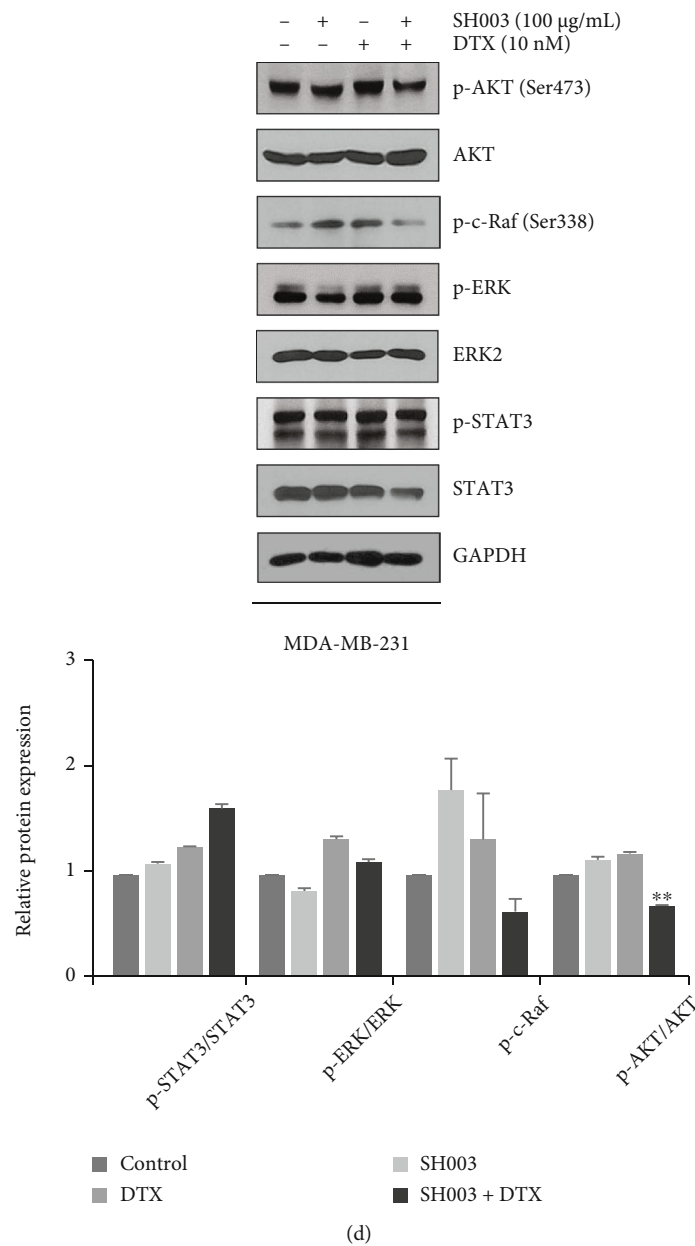 – + – + SH003 (100 μg/mL)
– – + + DTX (10 nM)
p-AKT (Ser473)
AKT
p-c-Raf (Ser338)
p-ERK
ERK2
p-STAT3
STAT3
GAPDH
MDA-MB-231
3
2
1
0
Relative protein expression
**
p-STAT3/STAT3
p-ERK/ERK
p-c-Raf
p-AKT/AKT
Control
SH003
DTX
SH003 + DTX
(d)